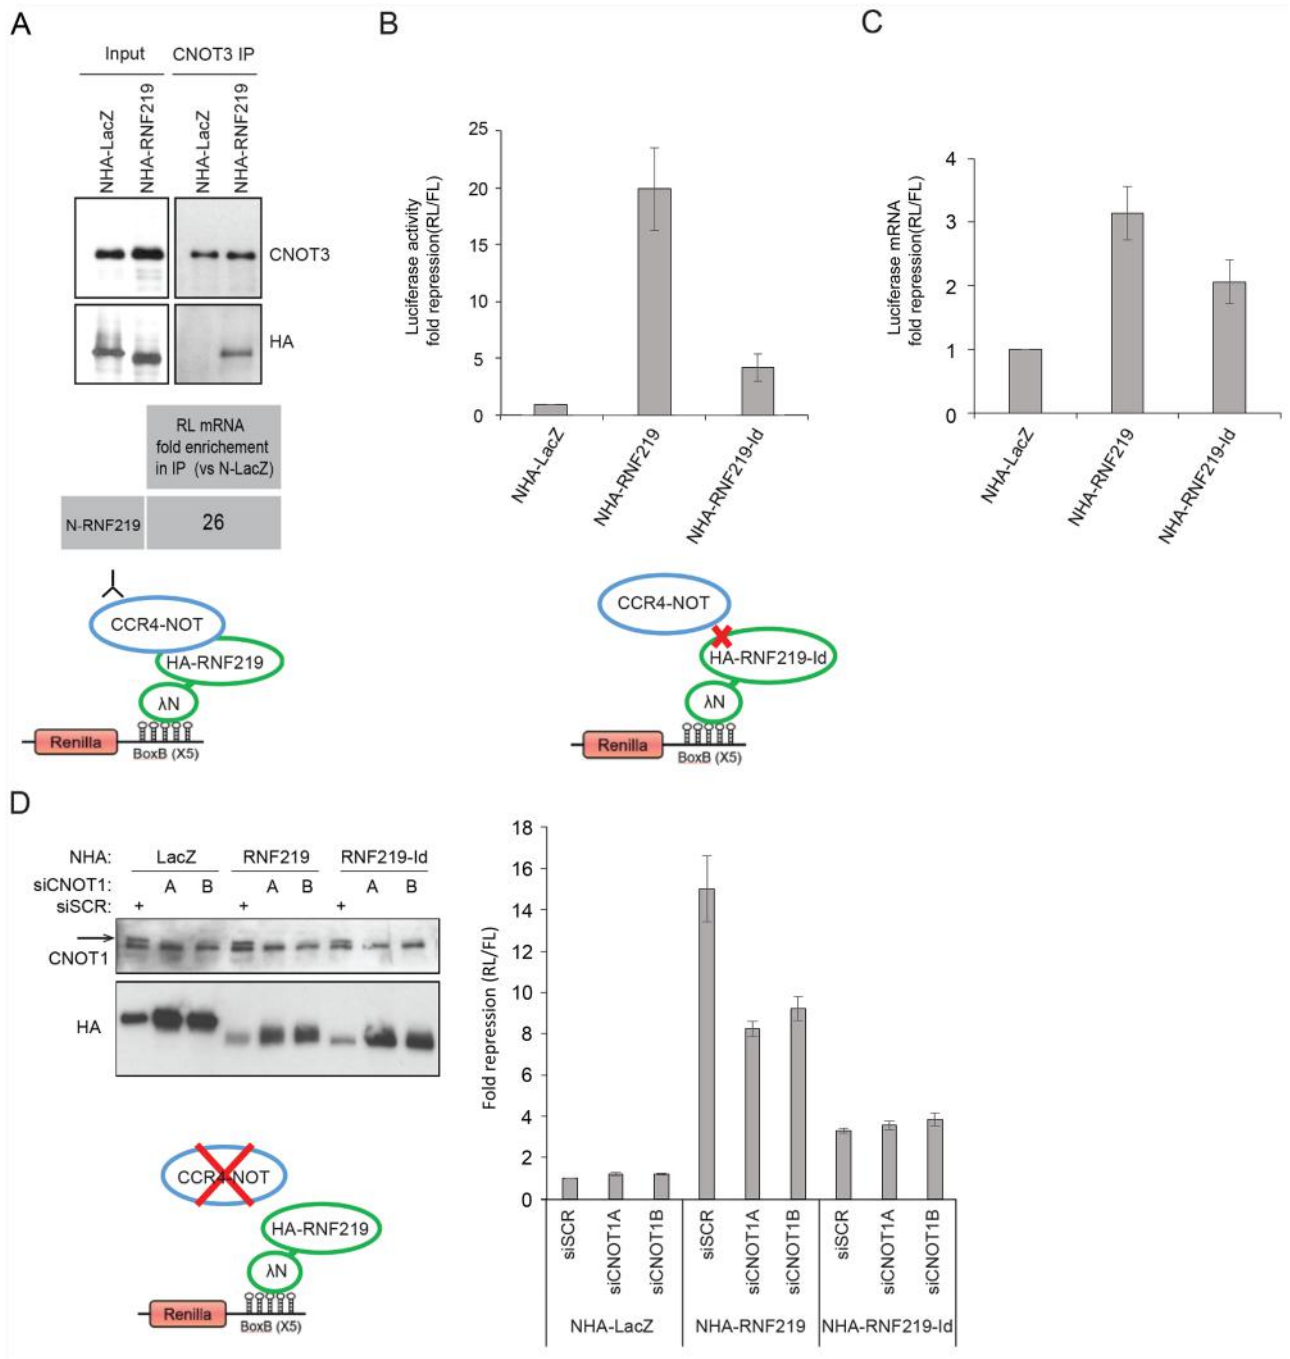 A
Input
CNOT3 IP
NHA-LacZ
NHA-RNF219
NHA-LacZ
NHA-RNF219
CNOT3
HA
RL mRNA
fold enrichement
in IP (vs N-LacZ)
N-RNF219
26
CCR4-NOT
HA-RNF219
λN
Renilla
BoxB (X5)
B
Luciferase activity
fold repression(RL/FL)
25
20
15
10
5
0
NHA-LacZ
NHA-RNF219
NHA-RNF219-Id
CCR4-NOT
HA-RNF219-Id
λN
Renilla
BoxB (X5)
C
Luciferase mRNA
fold repression(RL/FL)
4
3
2
1
0
NHA-LacZ
NHA-RNF219
NHA-RNF219-Id
D
NHA: LacZ RNF219 RNF219-Id
siCNOT1: A B A B A B
siSCR: + + +
CNOT1
HA
CCR4-NOT
HA-RNF219
λN
Renilla
BoxB (X5)
Fold repression (RL/FL)
18
16
14
12
10
8
6
4
2
0
siSCR
siCNOT1A
siCNOT1B
siSCR
siCNOT1A
siCNOT1B
siSCR
siCNOT1A
siCNOT1B
NHA-LacZ
NHA-RNF219
NHA-RNF219-Id